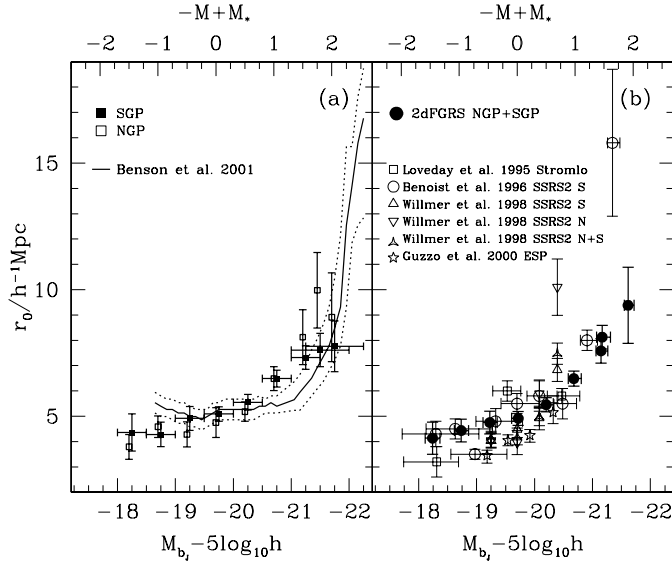 −M+M*
−M+M*
−2 −1 0 1 2
−2 −1 0 1 2
(a)
(b)
SGP
NGP
Benson et al. 2001
2dFGRS NGP+SGP
Loveday et al. 1995 Stromlo
Benoist et al. 1996 SSRS2 S
Willmer et al. 1998 SSRS2 S
Willmer et al. 1998 SSRS2 N
Willmer et al. 1998 SSRS2 N+S
Guzzo et al. 2000 ESP
r0/h−1Mpc
15
10
5
−18 −19 −20 −21 −22
−18 −19 −20 −21 −22
MbJ−5log10h
MbJ−5log10h